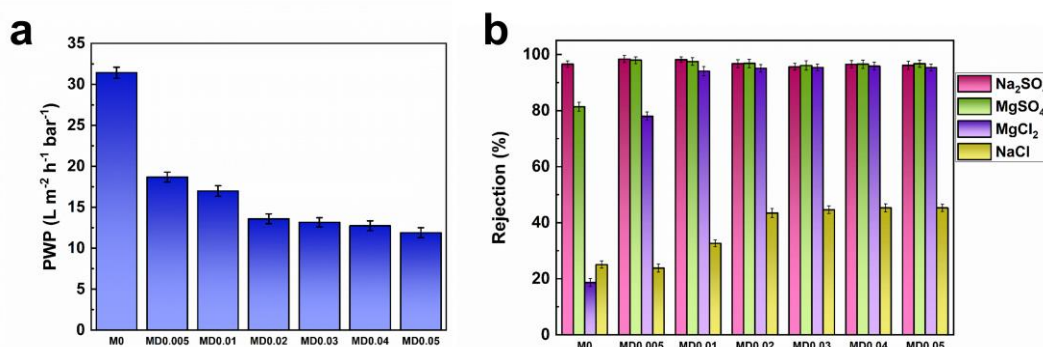 a
PWP (L m⁻² h⁻¹ bar⁻¹)
35
30
25
20
15
10
5
0
M0 MD0.005 MD0.01 MD0.02 MD0.03 MD0.04 MD0.05
b
Rejection (%)
100
80
60
40
20
0
M0 MD0.005 MD0.01 MD0.02 MD0.03 MD0.04 MD0.05
Na₂SO₄
MgSO₄
MgCl₂
NaCl